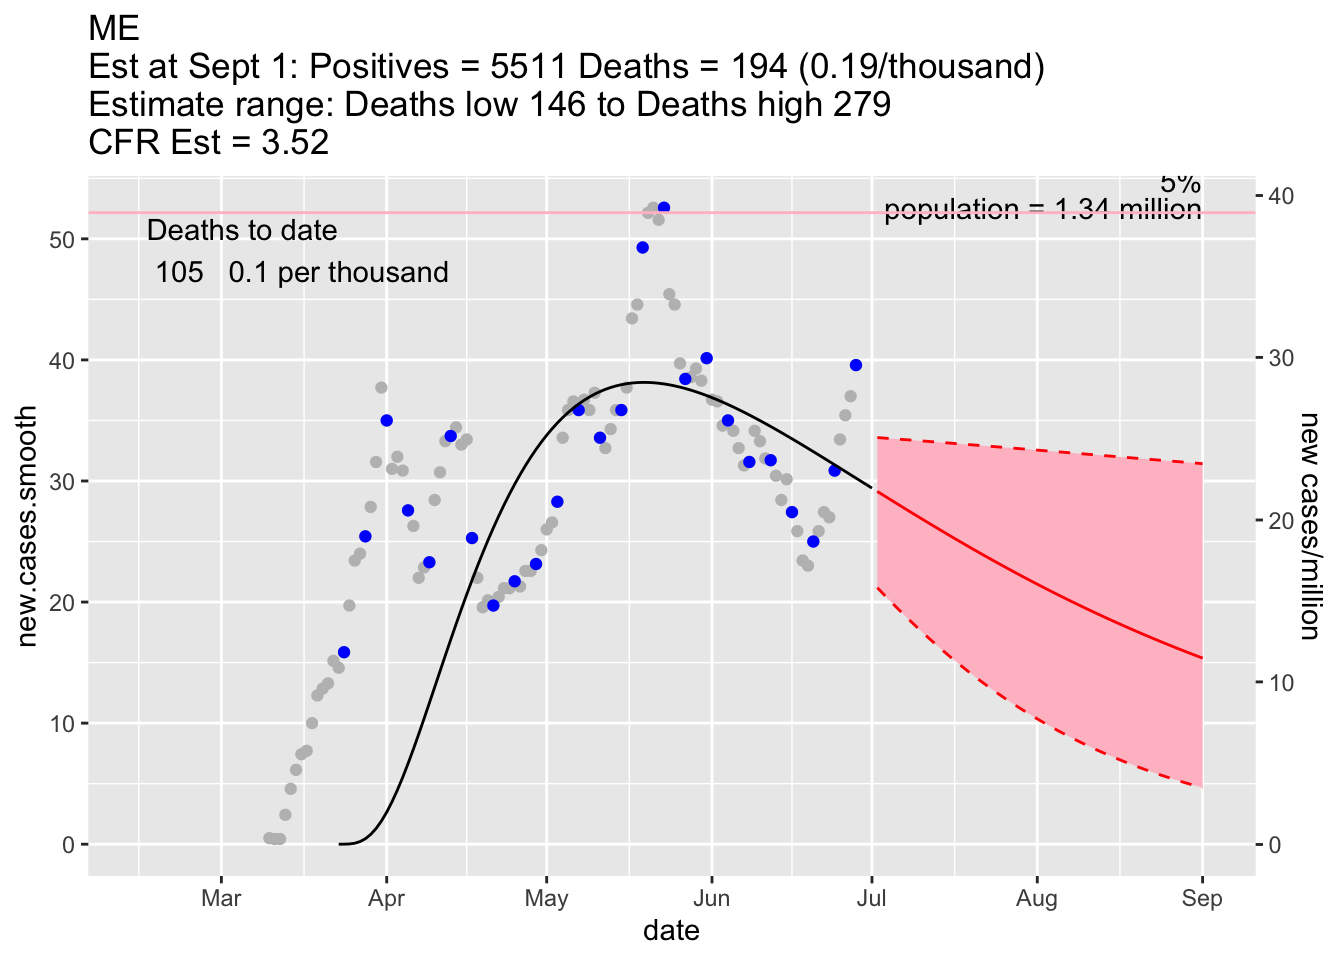 ME
Est at Sept 1: Positives = 5511 Deaths = 194 (0.19/thousand)
Estimate range: Deaths low 146 to Deaths high 279
CFR Est = 3.52
5%
population = 1.34 million
Deaths to date
105 0.1 per thousand
50
40
30
20
10
0
new.cases.smooth
40
30
20
10
0
new cases/million
Mar Apr May Jun Jul Aug Sep
date